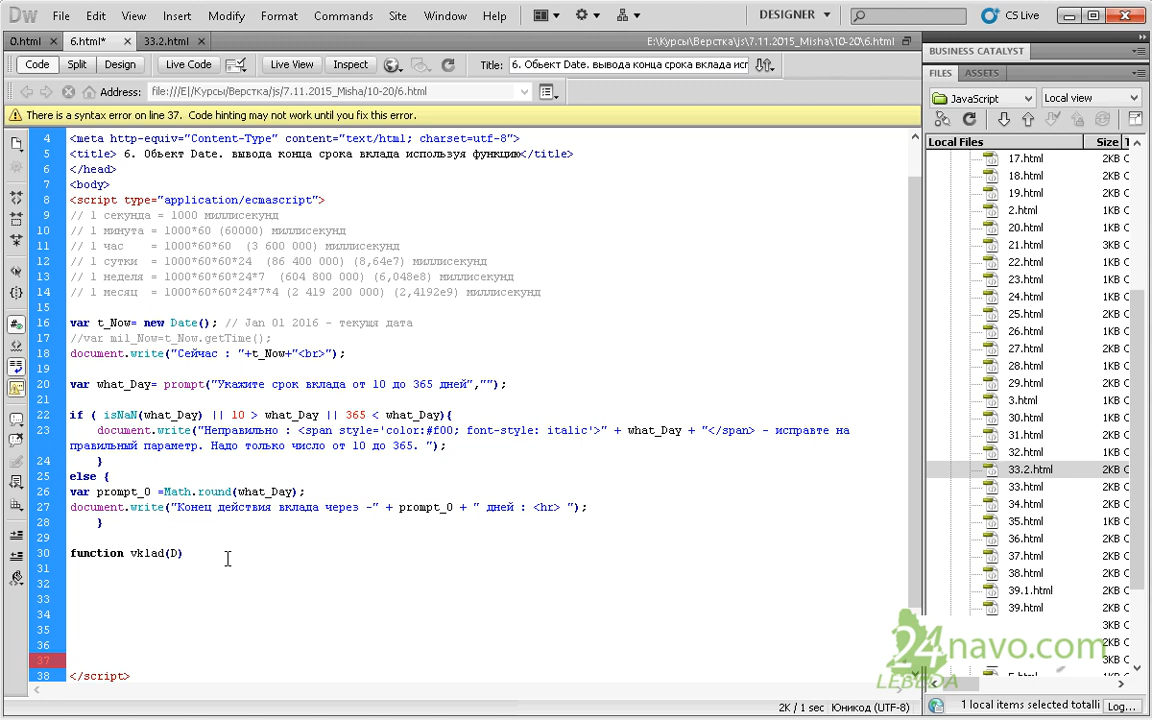 Dw File Edit View Insert Modify Format Commands Site Window Help DESIGNER CS Live
0.html 6.html* 33.2.html E:\Курсы\Верстка\js\7.11.2015_Misha\10-20\6.html
Code Split Design Live Code Live View Inspect Title: 6. Обьект Date. вывода конца срока вклада исп
Address: file:///E|/Курсы/Верстка/js/7.11.2015_Misha/10-20/6.html
There is a syntax error on line 37. Code hinting may not work until you fix this error.
4 <meta http-equiv="Content-Type" content="text/html; charset=utf-8">
5 <title> 6. Обьект Date. вывода конца срока вклада используя функцию</title>
6 </head>
7 <body>
8 <script type="application/ecmascript">
9 // 1 секунда = 1000 миллисекунд
10 // 1 минута = 1000*60 (60000) миллисекунд
11 // 1 час = 1000*60*60 (3 600 000) миллисекунд
12 // 1 сутки = 1000*60*60*24 (86 400 000) (8,64e7) миллисекунд
13 // 1 неделя = 1000*60*60*24*7 (604 800 000) (6,048e8) миллисекунд
14 // 1 месяц = 1000*60*60*24*7*4 (2 419 200 000) (2,4192e9) миллисекунд
15
16 var t_Now= new Date(); // Jan 01 2016 - текущя дата
17 //var mil_Now=t_Now.getTime();
18 document.write("Сейчас : "+t_Now+"<br>");
19
20 var what_Day= prompt("Укажите срок вклада от 10 до 365 дней","");
21
22 if ( isNaN(what_Day) || 10 > what_Day || 365 < what_Day){
23 document.write("Неправильно : <span style='color:#f00; font-style: italic'>" + what_Day + "</span> - исправте на
правильный параметр. Надо только число от 10 до 365. ");
24 }
25 else {
26 var prompt_0 =Math.round(what_Day);
27 document.write("Конец действия вклада через -" + prompt_0 + " дней : <hr> ");
28 }
29
30 function vklad(D)
31
32
33
34
35
36
37
38 </script>
2K / 1 sec Юникод (UTF-8)
BUSINESS CATALYST
FILES ASSETS
JavaScript Local view
Local Files Size T
17.html 2KB C
18.html 1KB C
19.html 2KB C
2.html 1KB C
20.html 1KB C
21.html 3KB C
22.html 1KB C
23.html 1KB C
24.html 1KB C
25.html 1KB C
26.html 1KB C
27.html 1KB C
28.html 1KB C
29.html 1KB C
3.html 1KB C
30.html 1KB C
31.html 1KB C
32.html 1KB C
33.2.html 2KB C
33.html 2KB C
34.html 1KB C
35.html 1KB C
36.html 2KB C
37.html 2KB C
38.html 2KB C
39.1.html 2KB C
39.html 2KB C
3KB C
2KB C
3KB C
24navo.com
LEBEDA
1 local items selected totalli Log...